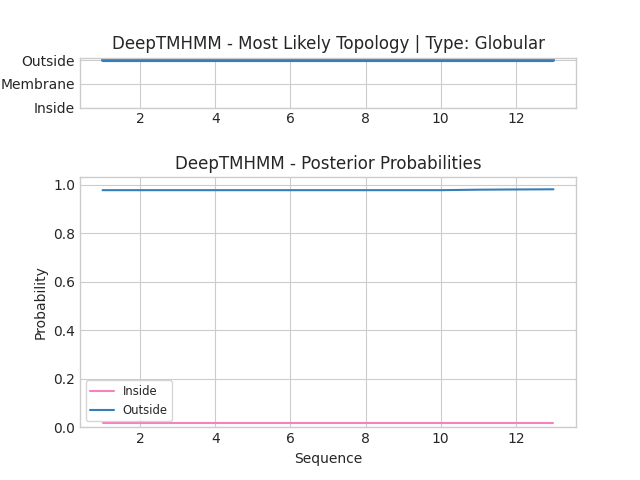 DeepTMHMM - Most Likely Topology | Type: Globular
Outside
Membrane
Inside
2 4 6 8 10 12
DeepTMHMM - Posterior Probabilities
1.0
0.8
0.6
0.4
0.2
0.0
Probability
Inside
Outside
2 4 6 8 10 12
Sequence